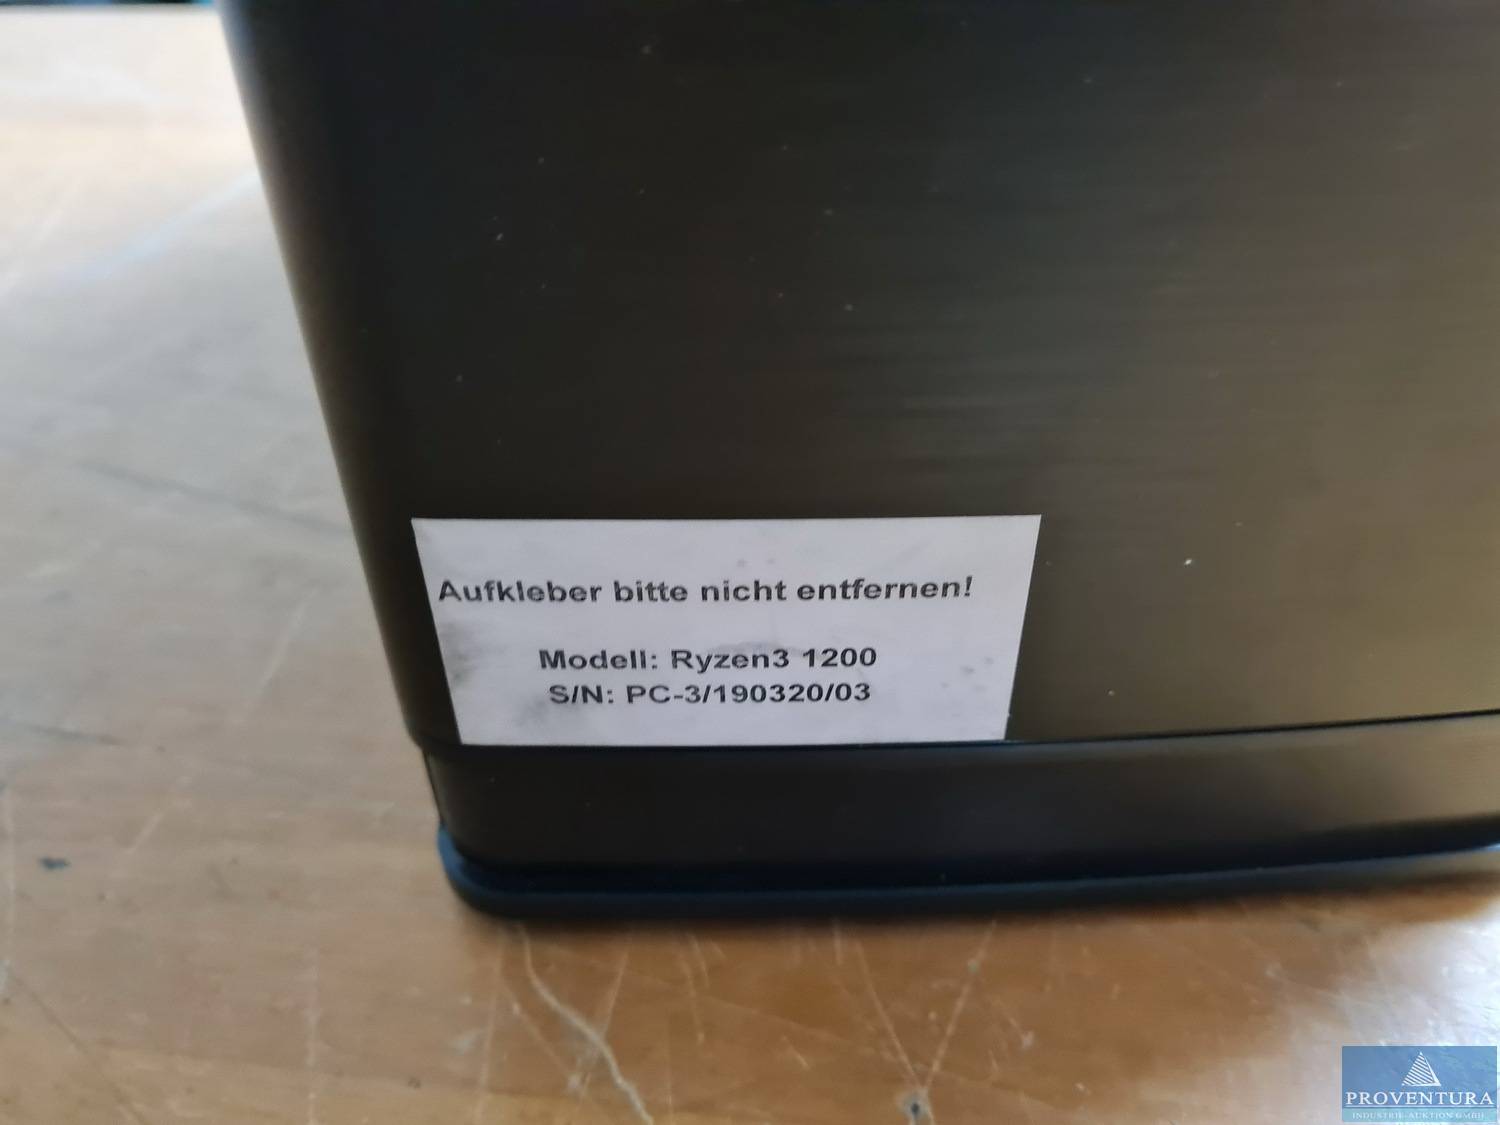 Aufkleber bitte nicht entfernen!
Modell: Ryzen3 1200
S/N: PC-3/190320/03
PROVENTURA
INDUSTRIE-AUKTION GMBH